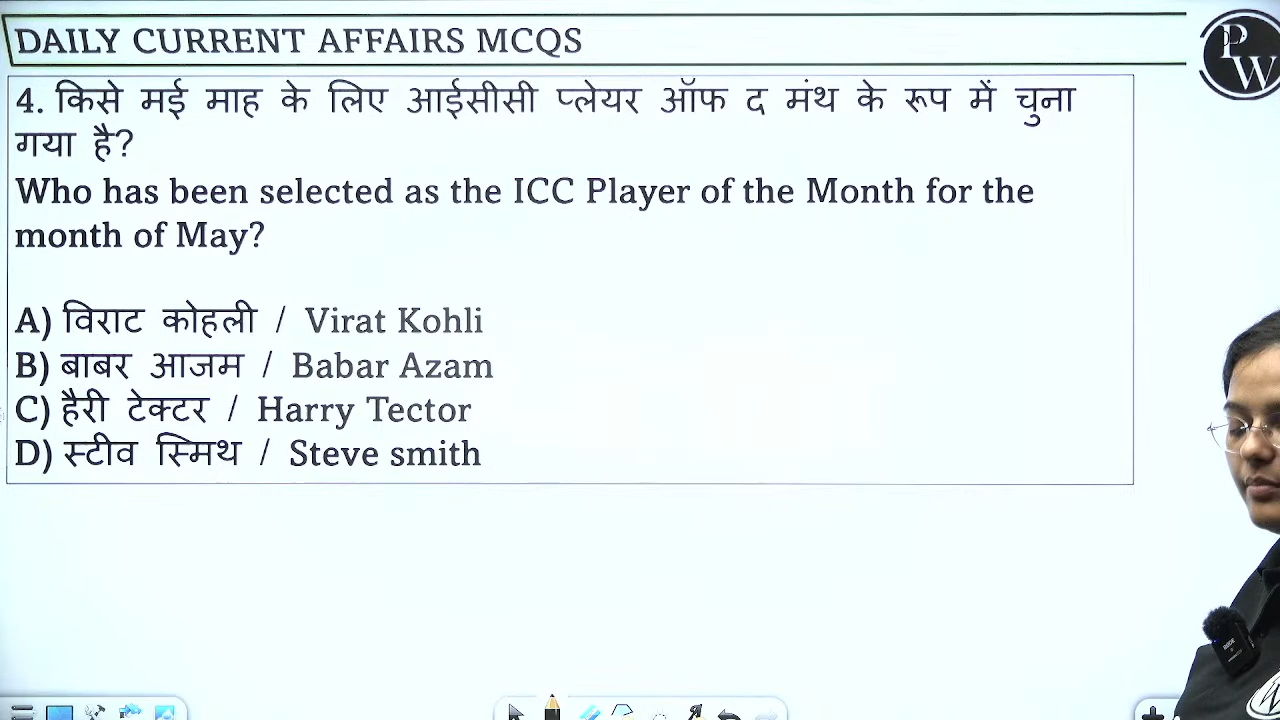 DAILY CURRENT AFFAIRS MCQS
PW
4. किसे मई माह के लिए आईसीसी प्लेयर ऑफ द मंथ के रूप में चुना
गया है?
Who has been selected as the ICC Player of the Month for the
month of May?
A) विराट कोहली / Virat Kohli
B) बाबर आजम / Babar Azam
C) हैरी टेक्टर / Harry Tector
D) स्टीव स्मिथ / Steve smith